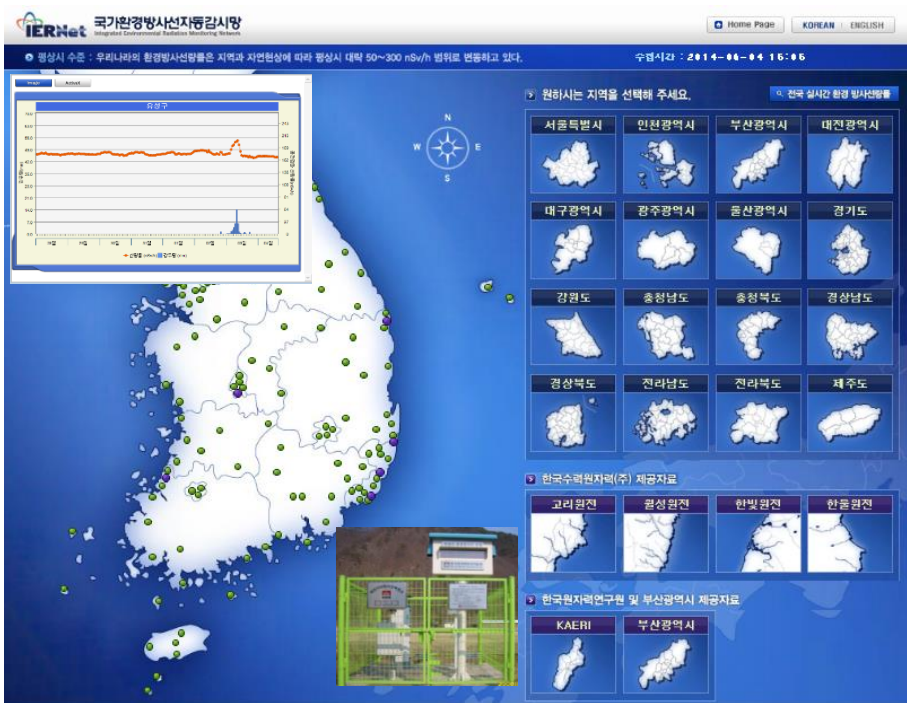 IERNet 국가환경방사선자동감시망
Integrated Environmental Radiation Monitoring Network
Home Page
KOREAN ENGLISH
평상시 수준 : 우리나라의 환경방사선량률은 지역과 자연현상에 따라 평상시 대략 50~300 nSv/h 범위로 변동하고 있다.
수집시간 : 2014-06-04 15:05
유성구
N
W E
S
원하시는 지역을 선택해 주세요.
전국 실시간 환경 방사선량률
서울특별시 인천광역시 부산광역시 대전광역시
대구광역시 광주광역시 울산광역시 경기도
강원도 충청남도 충청북도 경상남도
경상북도 전라남도 전라북도 제주도
한국수력원자력(주) 제공자료
고리원전 월성원전 한빛원전 한울원전
한국원자력연구원 및 부산광역시 제공자료
KAERI 부산광역시